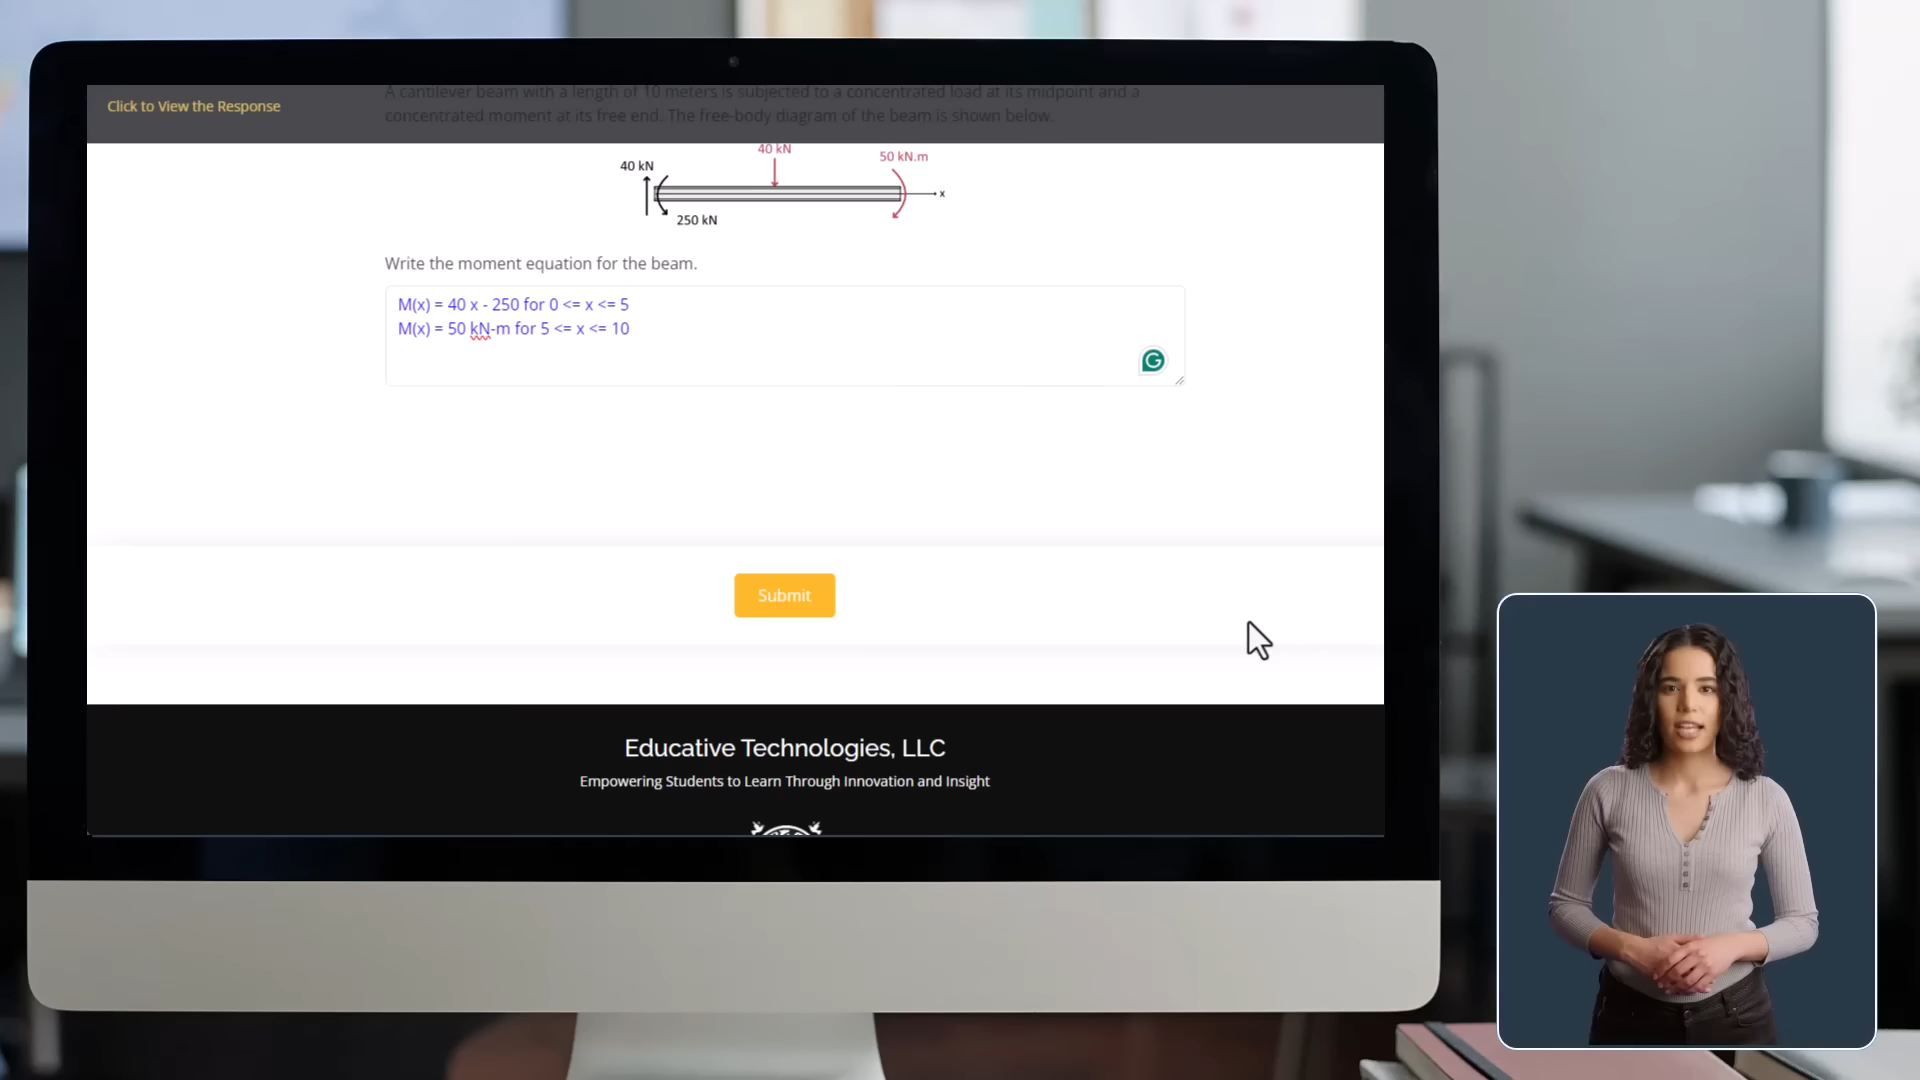 Click to View the Response
A cantilever beam with a length of 10 meters is subjected to a concentrated load at its midpoint and a
concentrated moment at its free end. The free-body diagram of the beam is shown below.
40 kN
50 kN.m
40 kN
x
250 kN
Write the moment equation for the beam.
M(x) = 40 x - 250 for 0 <= x <= 5
M(x) = 50 kN-m for 5 <= x <= 10
G
Submit
Educative Technologies, LLC
Empowering Students to Learn Through Innovation and Insight